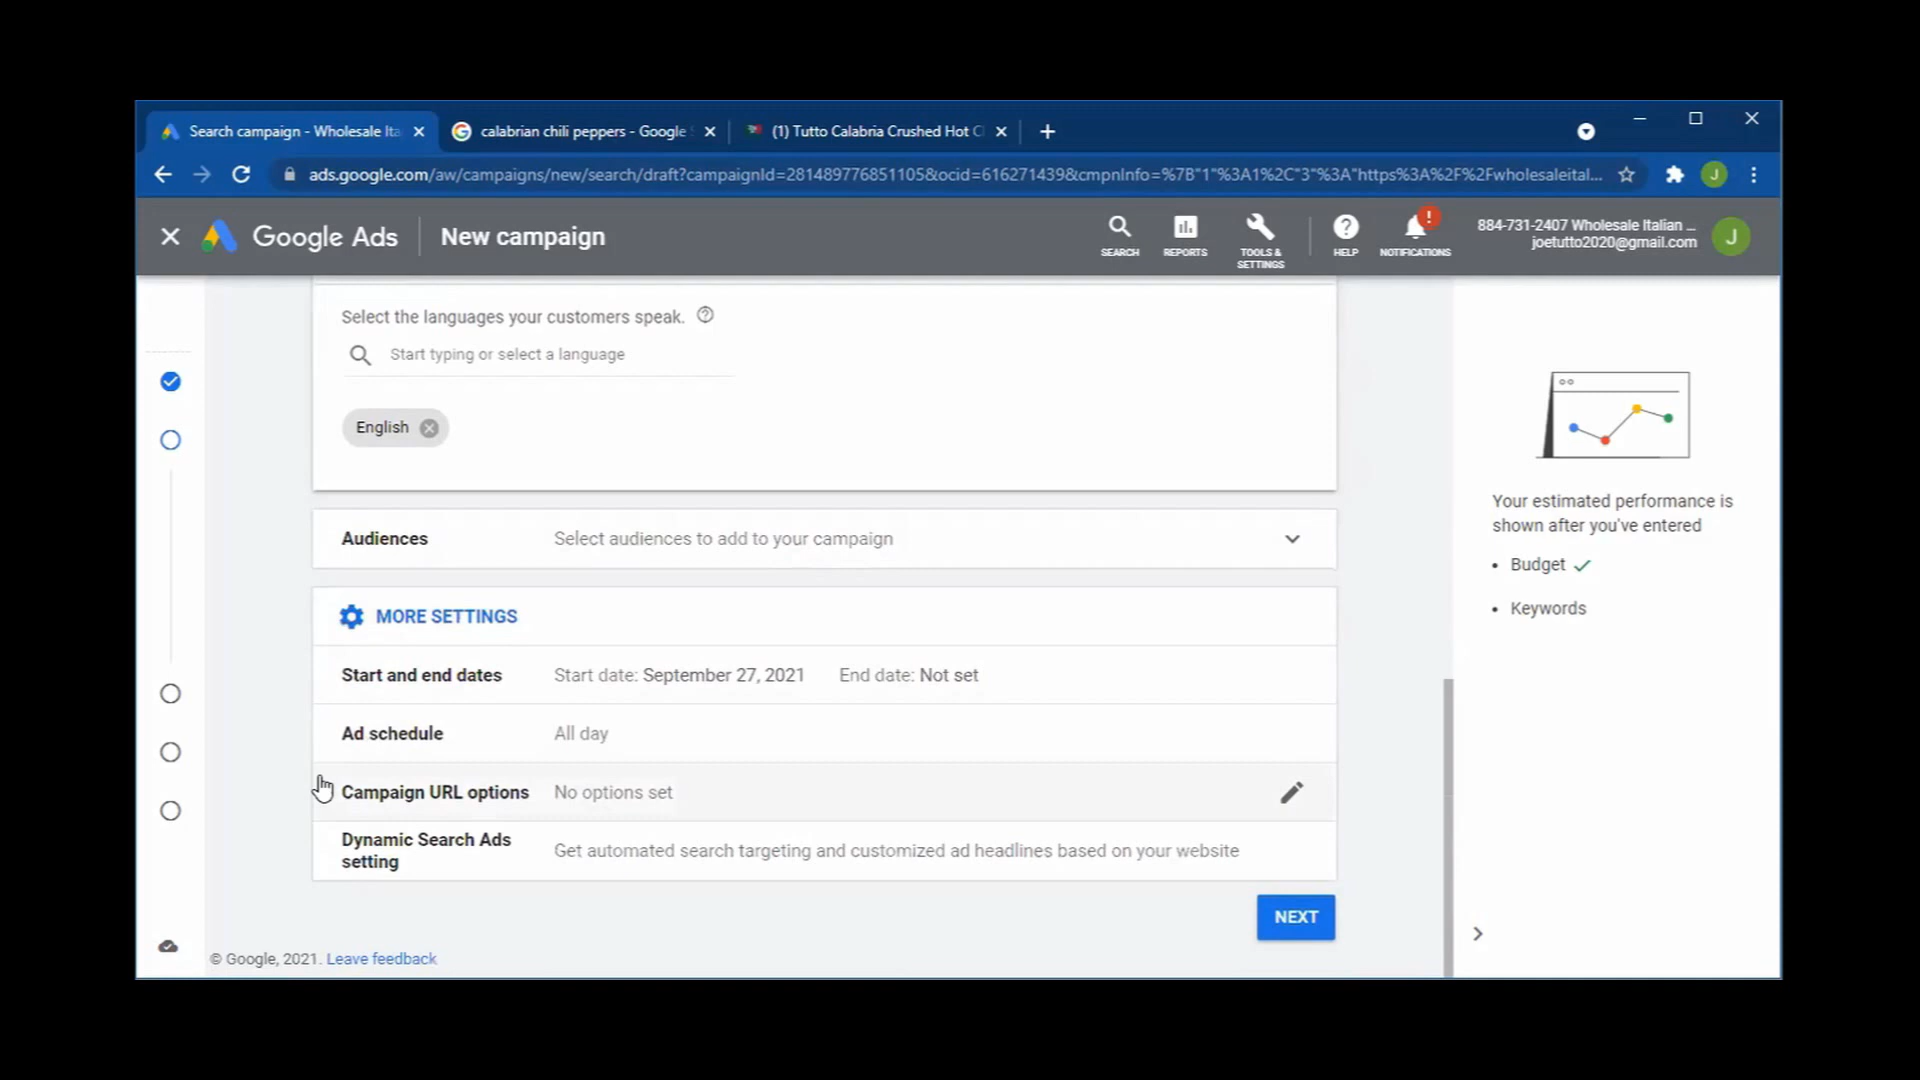 Search campaign - Wholesale Ita
calabrian chili peppers - Google S
(1) Tutto Calabria Crushed Hot C
ads.google.com/aw/campaigns/new/search/draft?campaignId=281489776851105&ocid=616271439&cmpnInfo=%7B"1"%3A1%2C"3"%3A"https%3A%2F%2Fwholesaleital...
J
Google Ads
New campaign
SEARCH
REPORTS
TOOLS &
SETTINGS
HELP
!
NOTIFICATIONS
884-731-2407 Wholesale Italian ...
joetutto2020@gmail.com
J
Select the languages your customers speak.
Start typing or select a language
English
Audiences Select audiences to add to your campaign
MORE SETTINGS
Start and end dates Start date: September 27, 2021 End date: Not set
Ad schedule All day
Campaign URL options No options set
Dynamic Search Ads
setting
Get automated search targeting and customized ad headlines based on your website
NEXT
© Google, 2021. Leave feedback
Your estimated performance is
shown after you've entered
• Budget
• Keywords